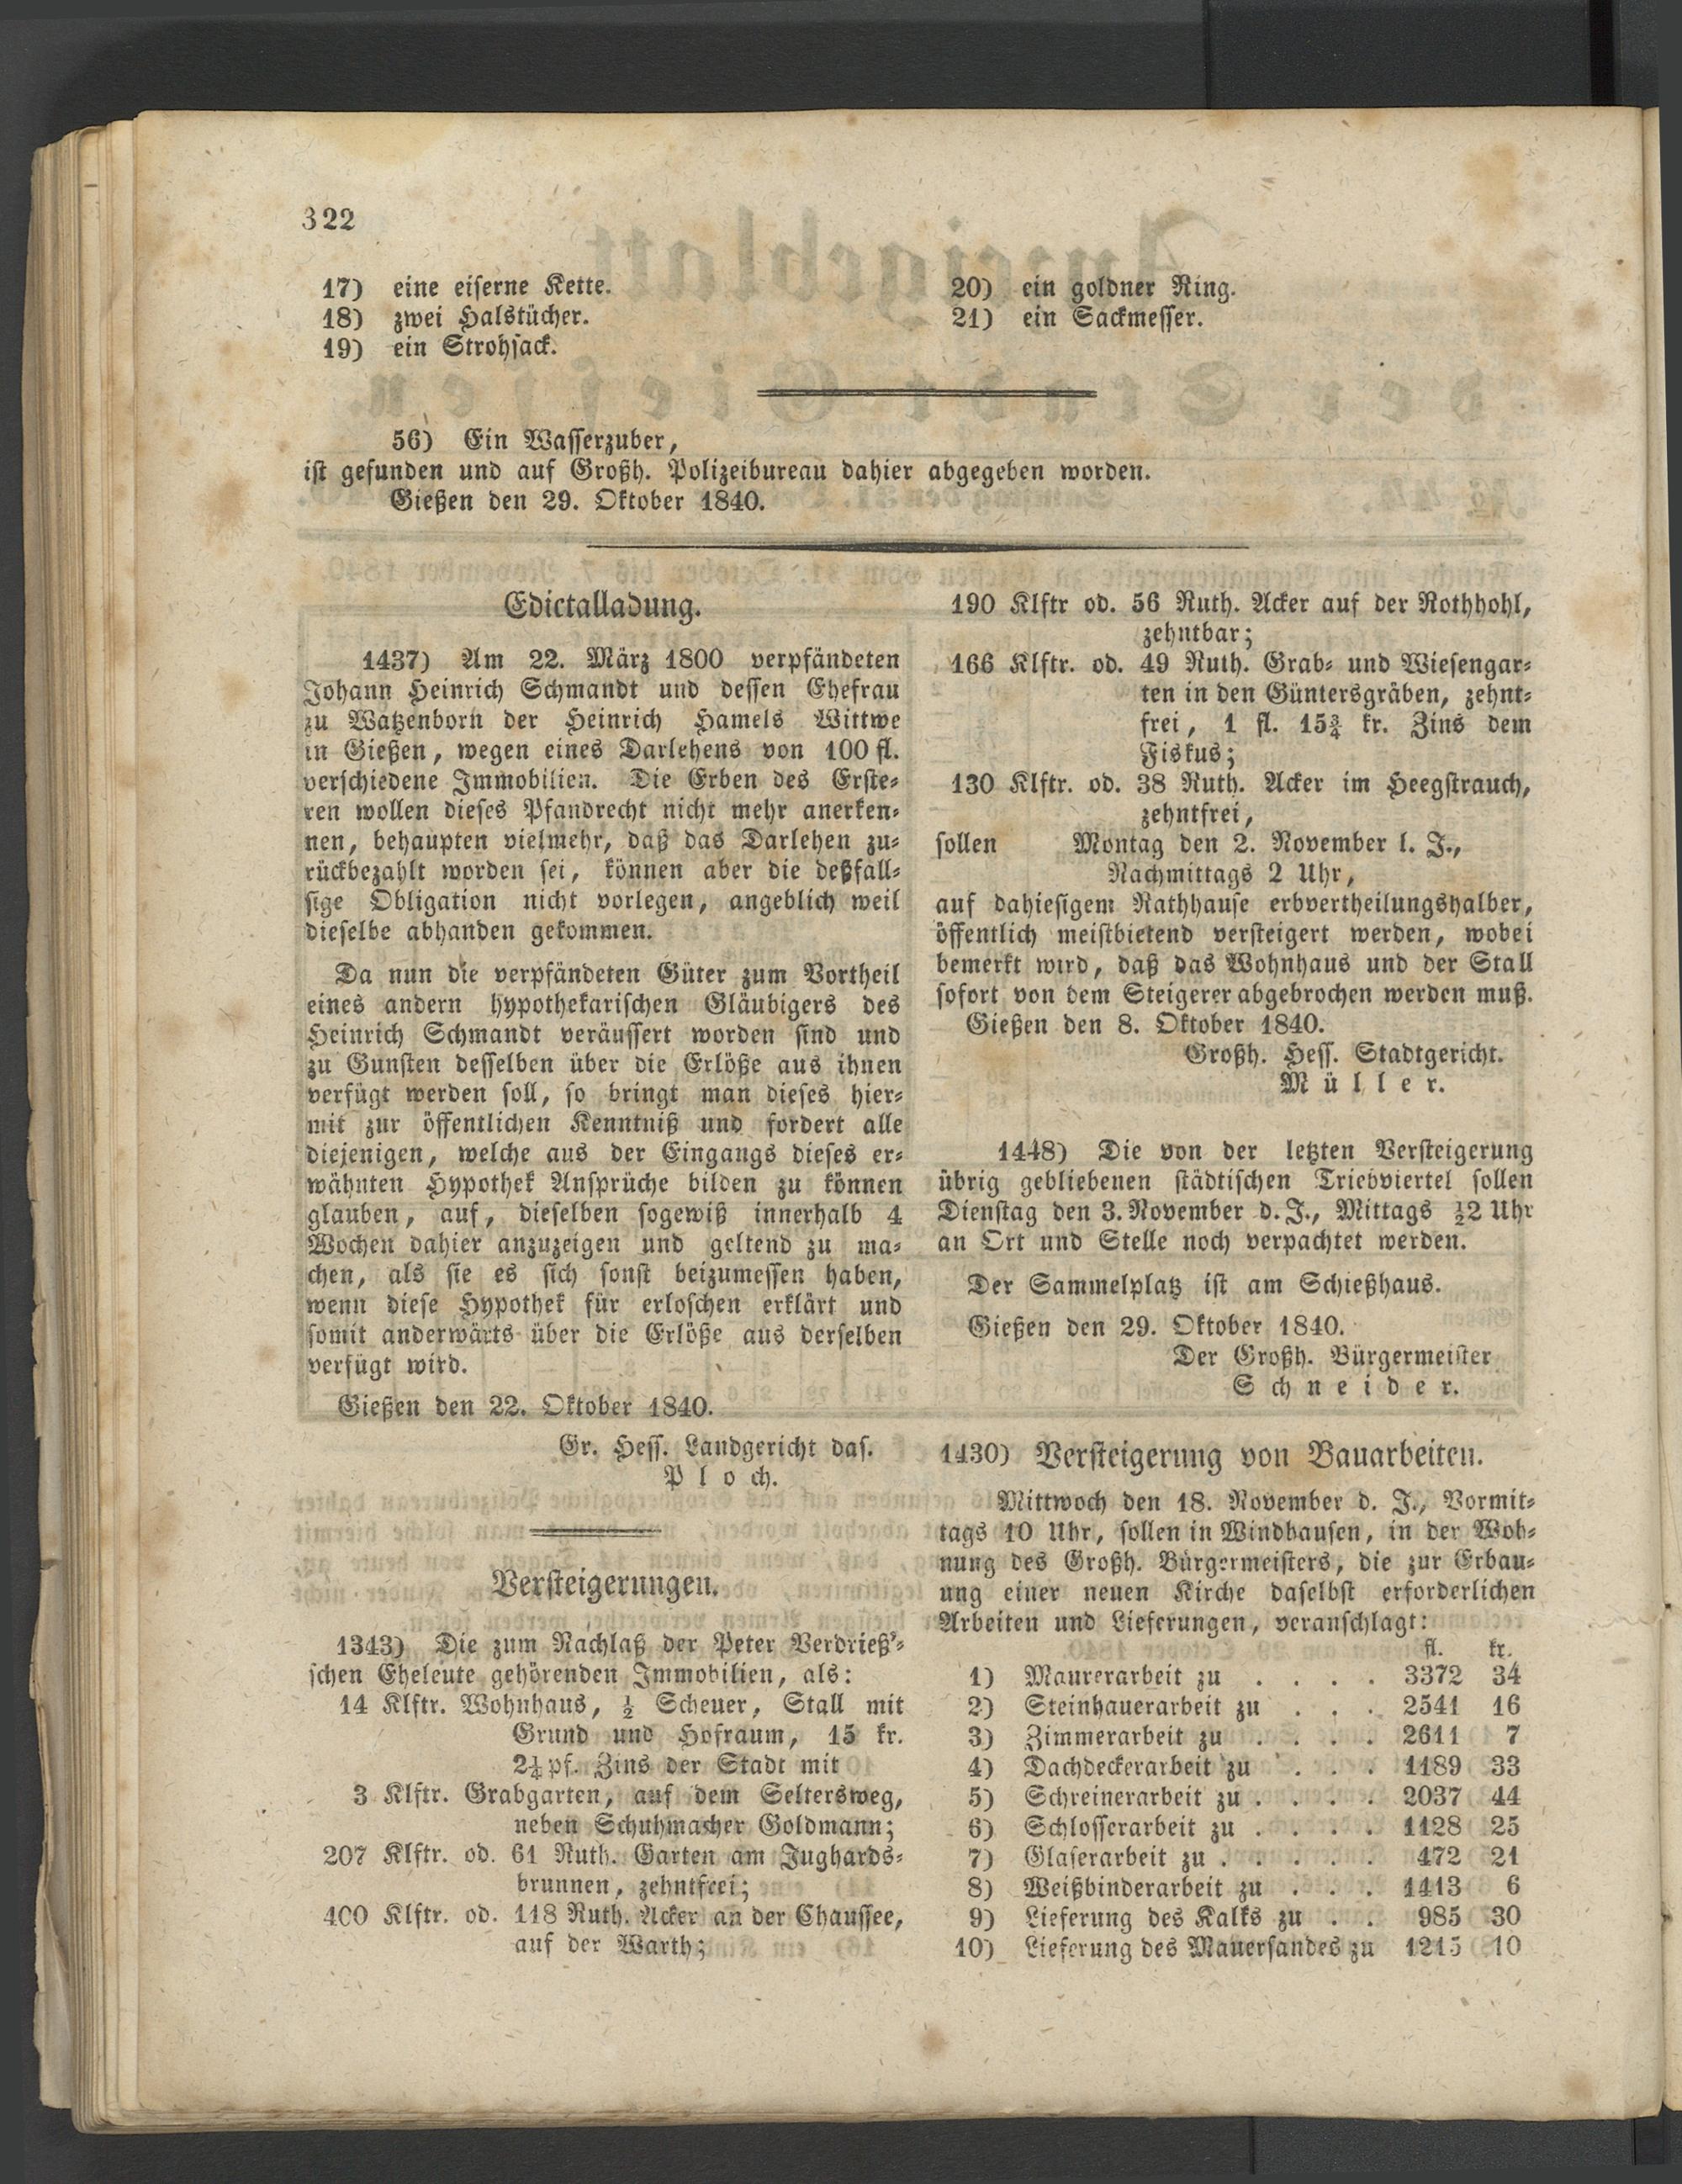 322
17) eine eiserne Kette.
18) zwei Halstücher.
19) ein Strohsack.
20) ein goldner Ring.
21) ein Sackmesser.
56) Ein Wasserzuber,
ist gefunden und auf Großh. Polizeibureau dahier abgegeben worden.
Gießen den 29. Oktober 1840.
Edictalladung.
1437) Am 22. März 1800 verpfändeten
Johann Heinrich Schmandt und dessen Ehefrau
zu Watzenborn der Heinrich Hamels Wittwe
in Gießen, wegen eines Darlehens von 100 fl.
verschiedene Immobilien. Die Erben des Erste-
ren wollen dieses Pfandrecht nicht mehr anerken-
nen, behaupten vielmehr, daß das Darlehen zu-
rückbezahlt worden sei, können aber die deßfall-
sige Obligation nicht vorlegen, angeblich weil
dieselbe abhanden gekommen.
Da nun die verpfändeten Güter zum Vortheil
eines andern hypothekarischen Gläubigers des
Heinrich Schmandt veräussert worden sind und
zu Gunsten desselben über die Erlöße aus ihnen
verfügt werden soll, so bringt man dieses hier-
mit zur öffentlichen Kenntniß und fordert alle
diejenigen, welche aus der Eingangs dieses er-
wähnten Hypothek Ansprüche bilden zu können
glauben, auf, dieselben sogewiß innerhalb 4
Wochen dahier anzuzeigen und geltend zu ma-
chen, als sie es sich sonst beizumessen haben,
wenn diese Hypothek für erloschen erklärt und
somit anderwärts über die Erlöße aus derselben
verfügt wird.
Gießen den 22. Oktober 1840.
Gr. Hess. Landgericht das.
Ploch.
Versteigerungen.
1343) Die zum Nachlaß der Peter Verdrieß'-
schen Eheleute gehörenden Immobilien, als:
14 Klftr. Wohnhaus, ½ Scheuer, Stall mit
Grund und Hofraum, 15 kr.
2¼ pf. Zins der Stadt mit
3 Klftr. Grabgarten, auf dem Seltersweg,
neben Schuhmacher Goldmann;
207 Klftr. od. 61 Ruth. Garten am Jughards-
brunnen, zehntfrei;
400 Klftr. od. 118 Ruth. Acker an der Chaussee,
auf der Warth;
190 Klftr od. 56 Ruth. Acker auf der Rothhohl,
zehntbar;
166 Klftr. od. 49 Ruth. Grab- und Wiesengar-
ten in den Güntersgräben, zehnt-
frei, 1 fl. 15¾ kr. Zins dem
Fiskus;
130 Klftr. od. 38 Ruth. Acker im Heegstrauch,
zehntfrei,
sollen Montag den 2. November l. J.,
Nachmittags 2 Uhr,
auf dahiesigem Rathhause erbvertheilungshalber,
öffentlich meistbietend versteigert werden, wobei
bemerkt wird, daß das Wohnhaus und der Stall
sofort von dem Steigerer abgebrochen werden muß.
Gießen den 8. Oktober 1840.
Großh. Hess. Stadtgericht.
Müller.
1448) Die von der letzten Versteigerung
übrig gebliebenen städtischen Triebviertel sollen
Dienstag den 3. November d. J., Mittags ½2 Uhr
an Ort und Stelle noch verpachtet werden.
Der Sammelplatz ist am Schießhaus.
Gießen den 29. Oktober 1840.
Der Großh. Bürgermeister
Schneider.
1430) Versteigerung von Bauarbeiten.
Mittwoch den 18. November d. J., Vormit-
tags 10 Uhr, sollen in Windhausen, in der Woh-
nung des Großh. Bürgermeisters, die zur Erbau-
ung einer neuen Kirche daselbst erforderlichen
Arbeiten und Lieferungen, veranschlagt:
fl. kr.
1) Maurerarbeit zu . . . . 3372 34
2) Steinhauerarbeit zu . . . 2541 16
3) Zimmerarbeit zu . . . . 2611 7
4) Dachdeckerarbeit zu . . . 1189 33
5) Schreinerarbeit zu . . . . 2037 44
6) Schlosserarbeit zu . . . . 1128 25
7) Glaserarbeit zu . . . . . 472 21
8) Weißbinderarbeit zu . . . 1413 6
9) Lieferung des Kalks zu . . 985 30
10) Lieferung des Mauersandes zu 1215 10